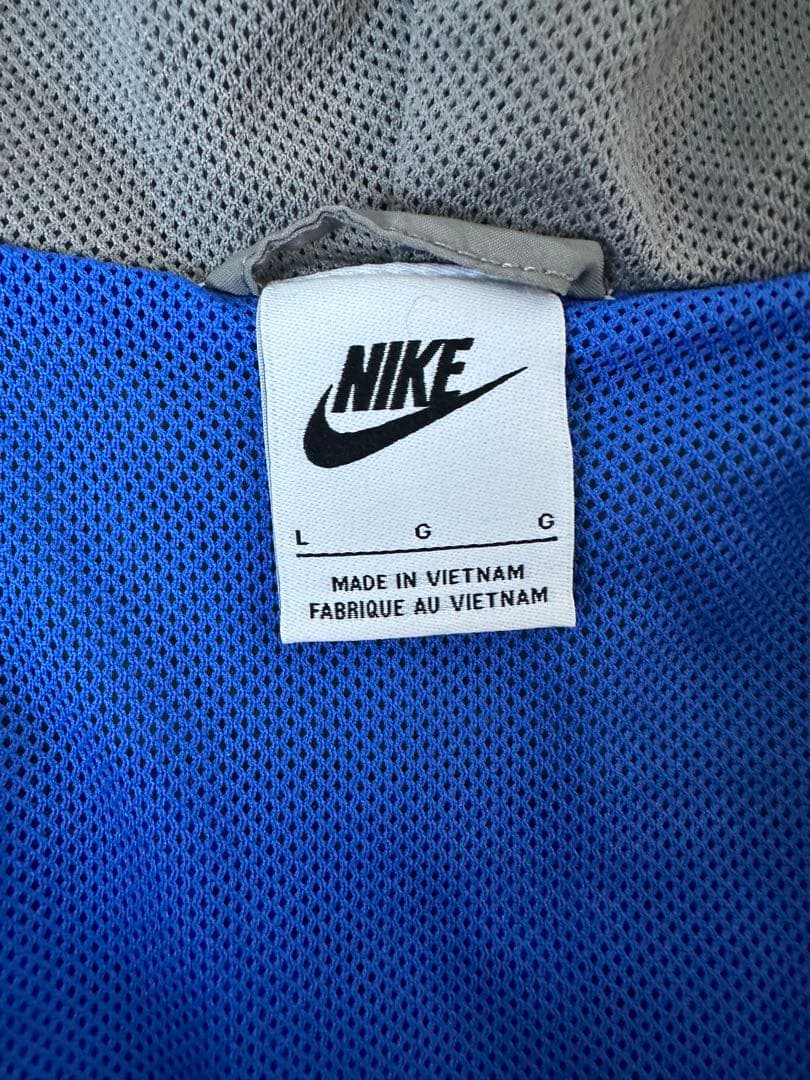 NIKE
L G G
MADE IN VIETNAM
FABRIQUE AU VIETNAM